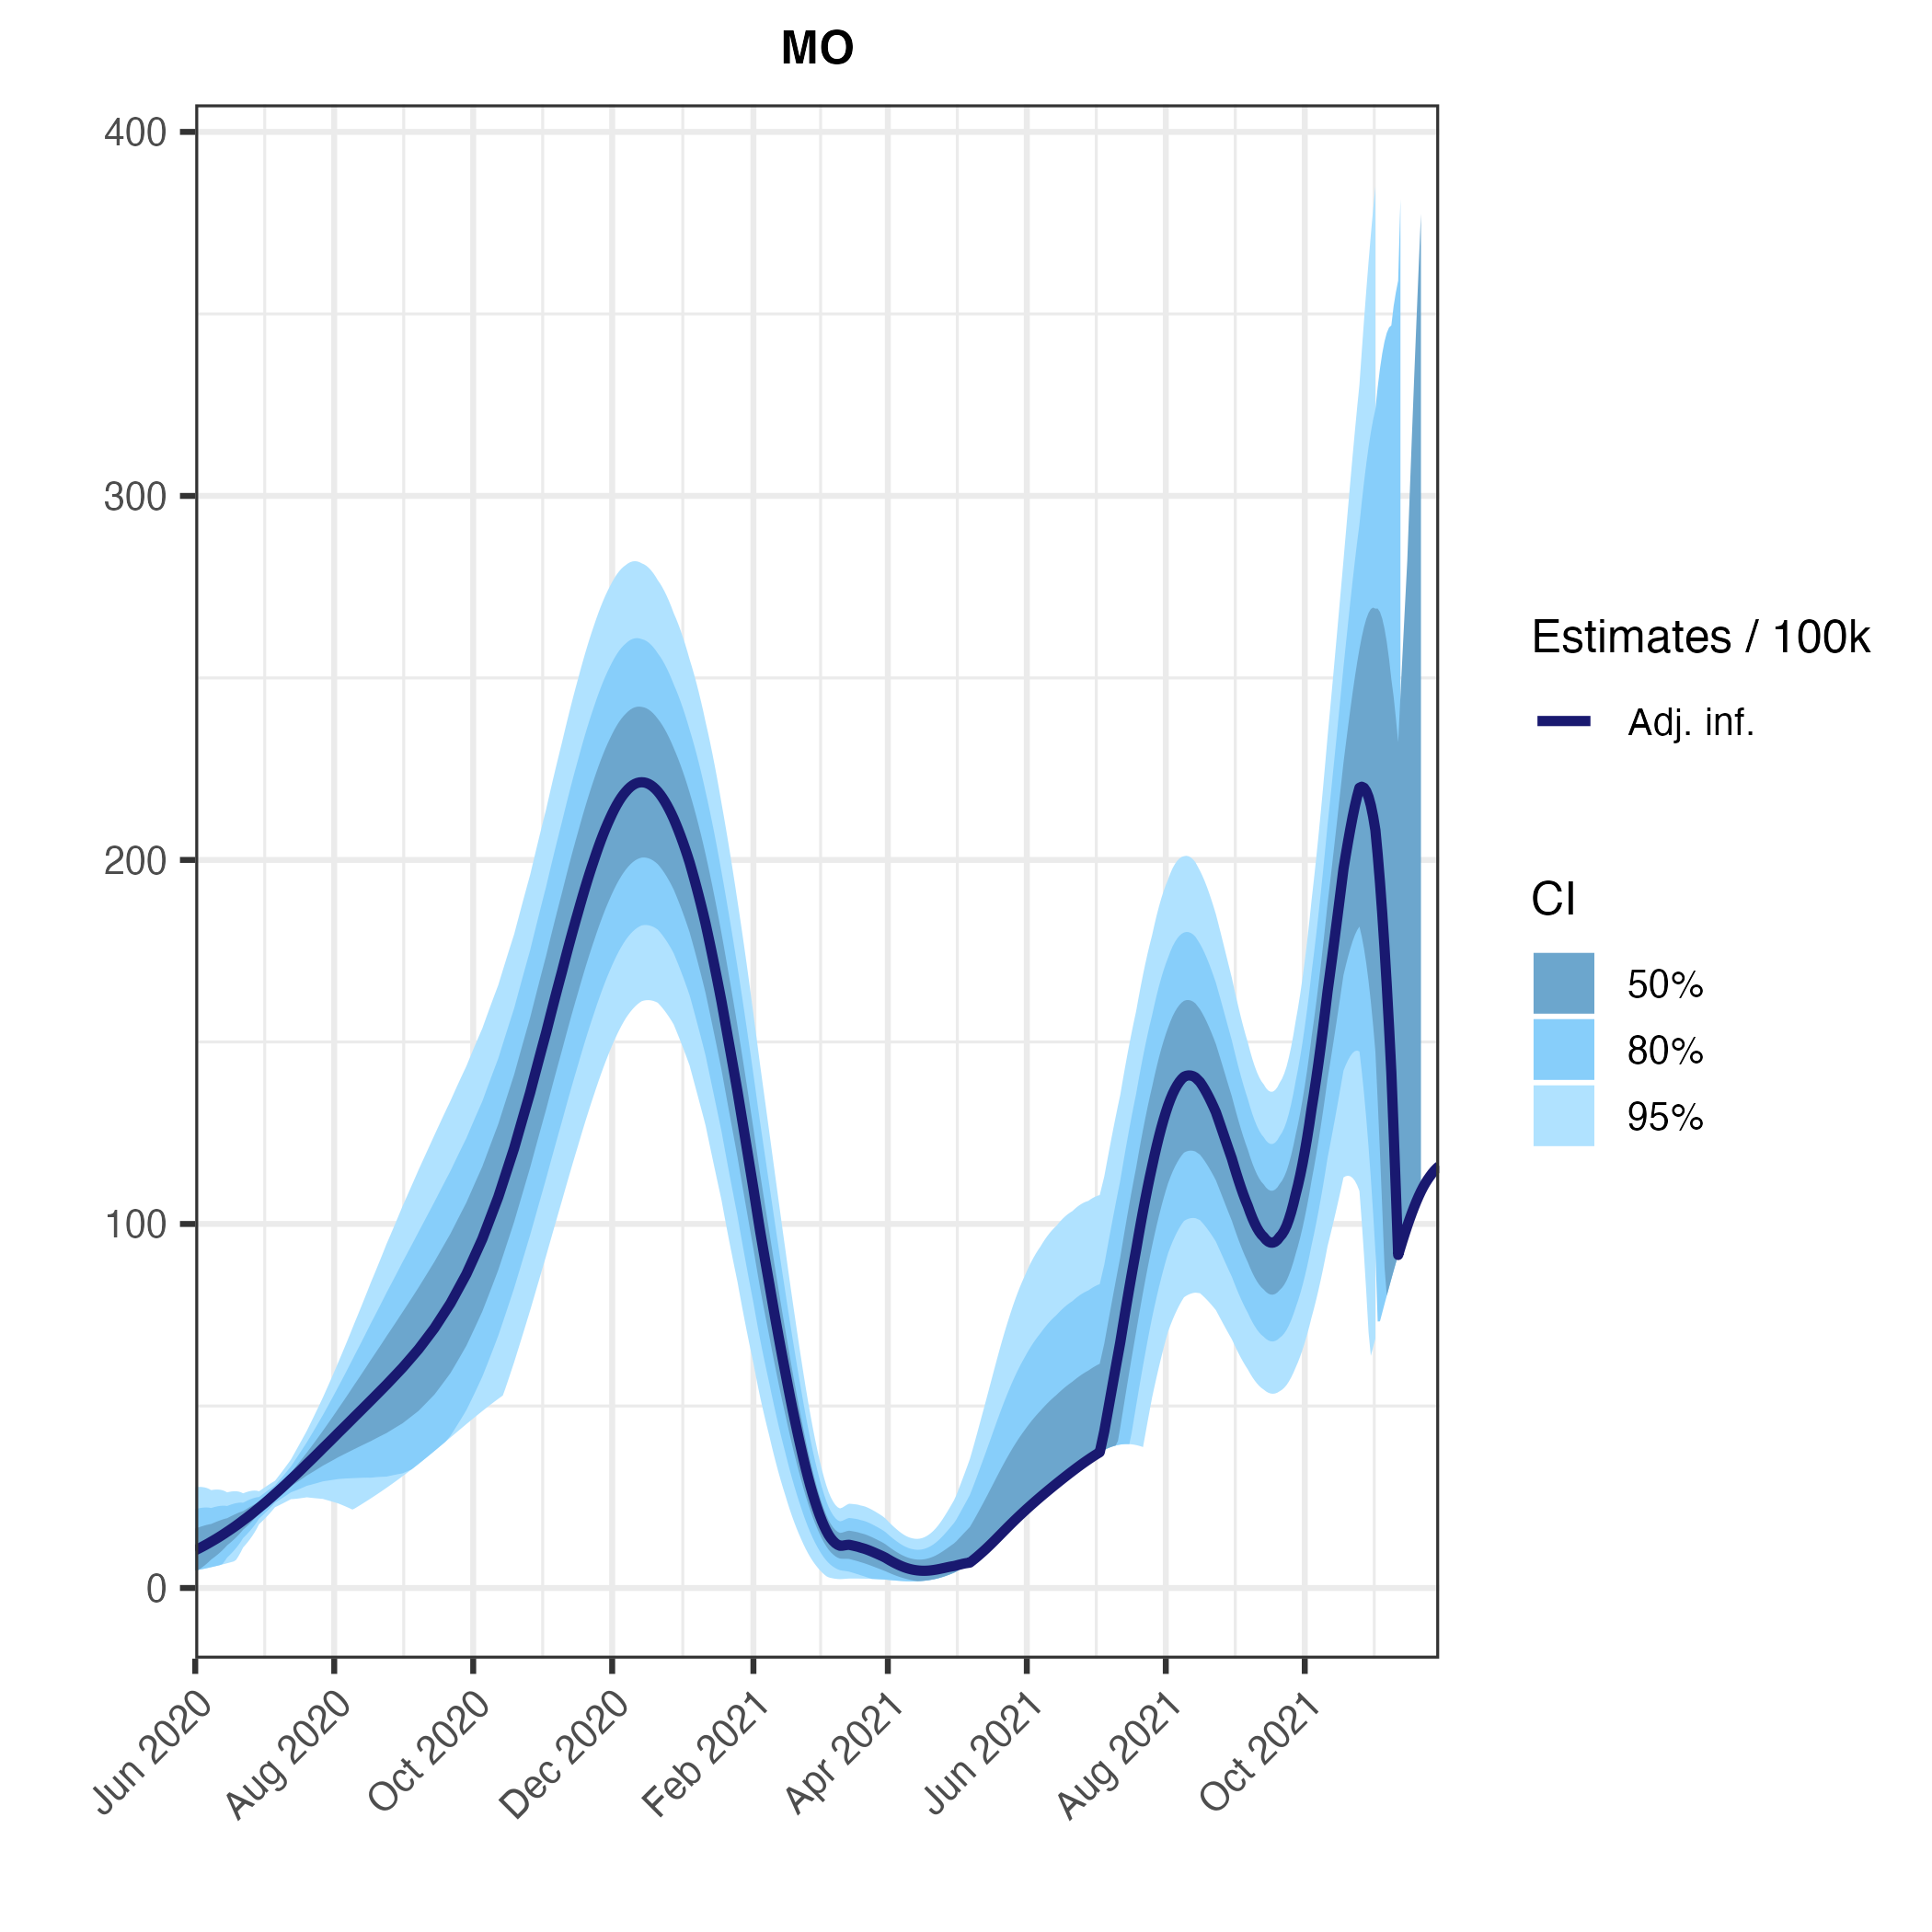 MO
400
300
200
100
0
Jun 2020
Aug 2020
Oct 2020
Dec 2020
Feb 2021
Apr 2021
Jun 2021
Aug 2021
Oct 2021
Estimates / 100k
Adj. inf.
CI
50%
80%
95%